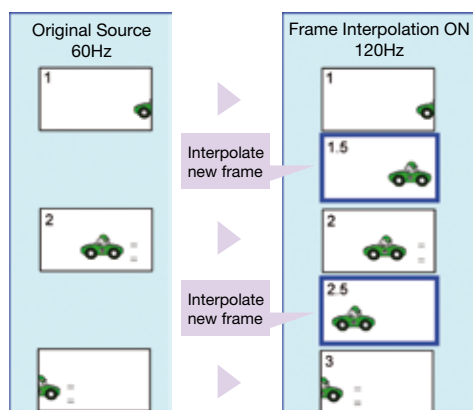 Original Source
60Hz
1
2
Frame Interpolation ON
120Hz
1
Interpolate
new frame
1.5
2
Interpolate
new frame
2.5
3